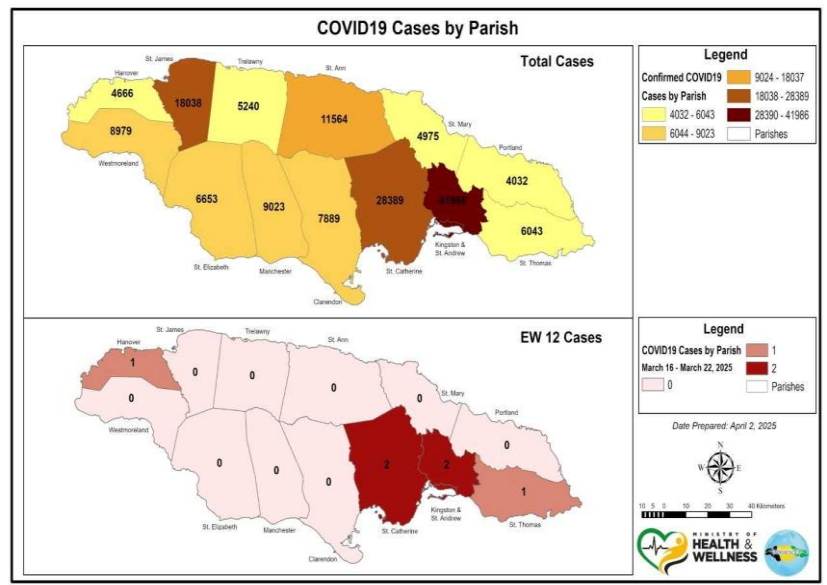 COVID19 Cases by Parish
Total Cases
St. James
Trelawny
St. Ann
Hanover
4666
18038
5240
11564
4975
St. Mary
8979
Portland
Westmoreland
4032
6653
9023
7889
28389
41986
6043
Kingston &
St. Andrew
St. Thomas
St. Elizabeth
Manchester
St. Catherine
Clarendon
Legend
Confirmed COVID19
Cases by Parish
4032 - 6043
6044 - 9023
9024 - 18037
18038 - 28389
28390 - 41986
Parishes
EW 12 Cases
St. James
Trelawny
St. Ann
Hanover
1
0
0
0
0
St. Mary
0
Portland
Westmoreland
0
0
0
0
2
2
1
Kingston &
St. Andrew
St. Thomas
St. Elizabeth
Manchester
St. Catherine
Clarendon
Legend
COVID19 Cases by Parish
March 16 - March 22, 2025
0
1
2
Parishes
Date Prepared: April 2, 2025
N
W E
S
10 5 0 10 20 30 40 Kilometers
MINISTRY OF
HEALTH &
WELLNESS